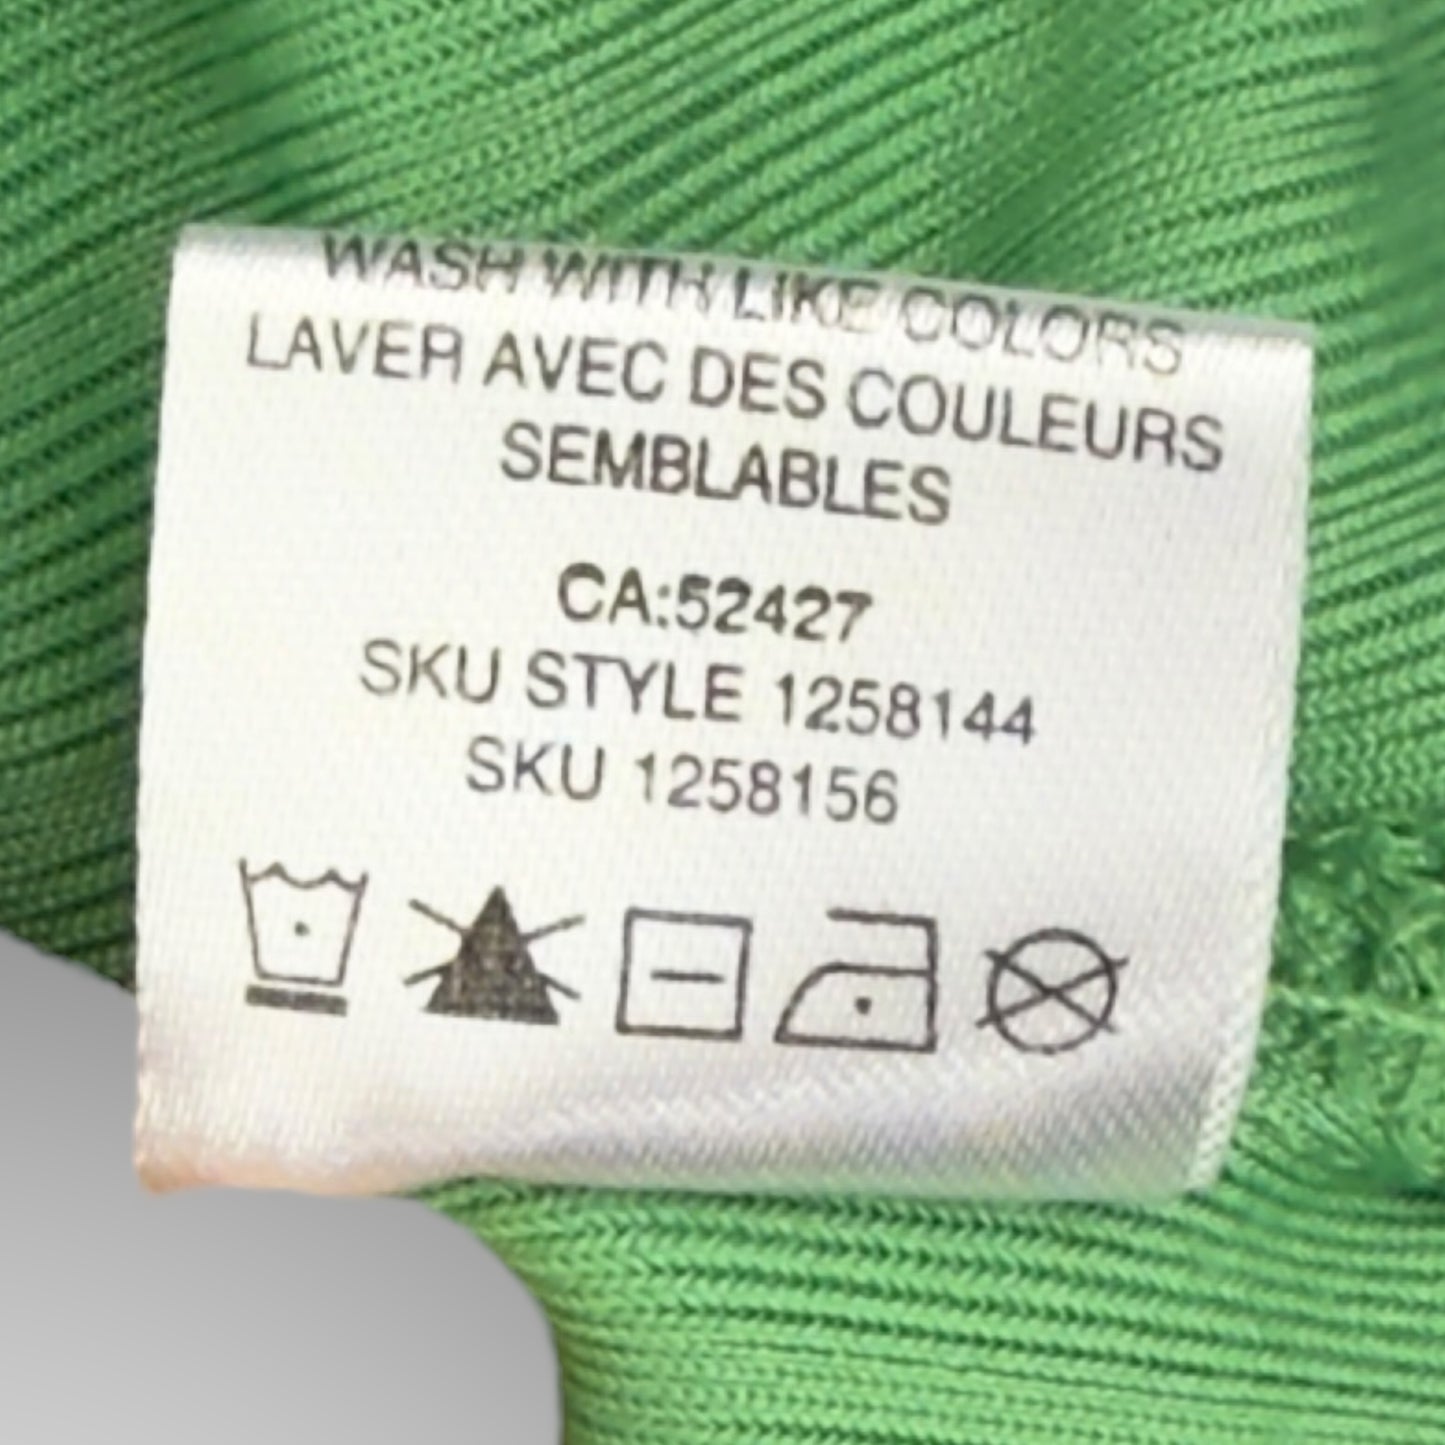 WASH WITH LIKE COLORS
LAVER AVEC DES COULEURS
SEMBLABLES
CA:52427
SKU STYLE 1258144
SKU 1258156